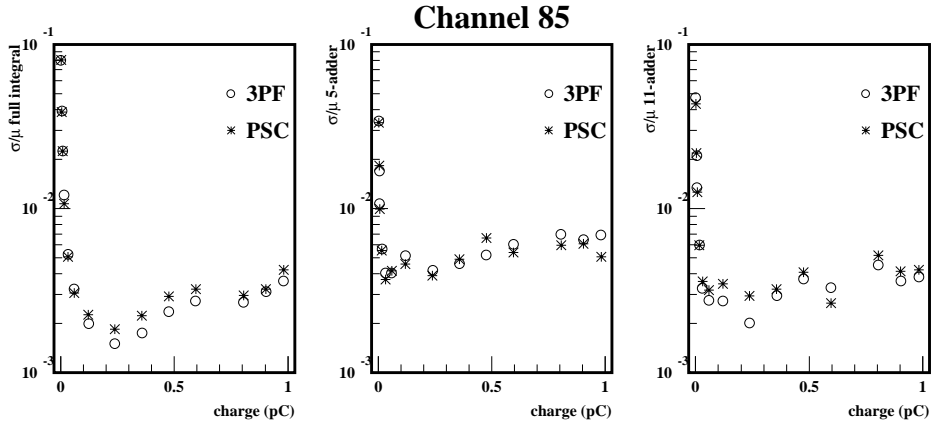 Channel 85
σ/μ full integral
10 -1
10 -2
10 -3
○ 3PF
✳ PSC
0 0.5 1
charge (pC)
σ/μ 5-adder
10 -1
10 -2
10 -3
○ 3PF
✳ PSC
0 0.5 1
charge (pC)
σ/μ 11-adder
10 -1
10 -2
10 -3
○ 3PF
✳ PSC
0 0.5 1
charge (pC)